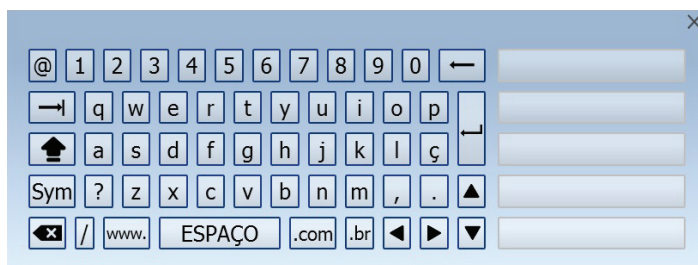 @ 1 2 3 4 5 6 7 8 9 0 ←
→ q w e r t y u i o p
a s d f g h j k l ç
Sym ? z x c v b n m , . ▲
/ www. ESPAÇO .com .br ◀ ▶ ▼